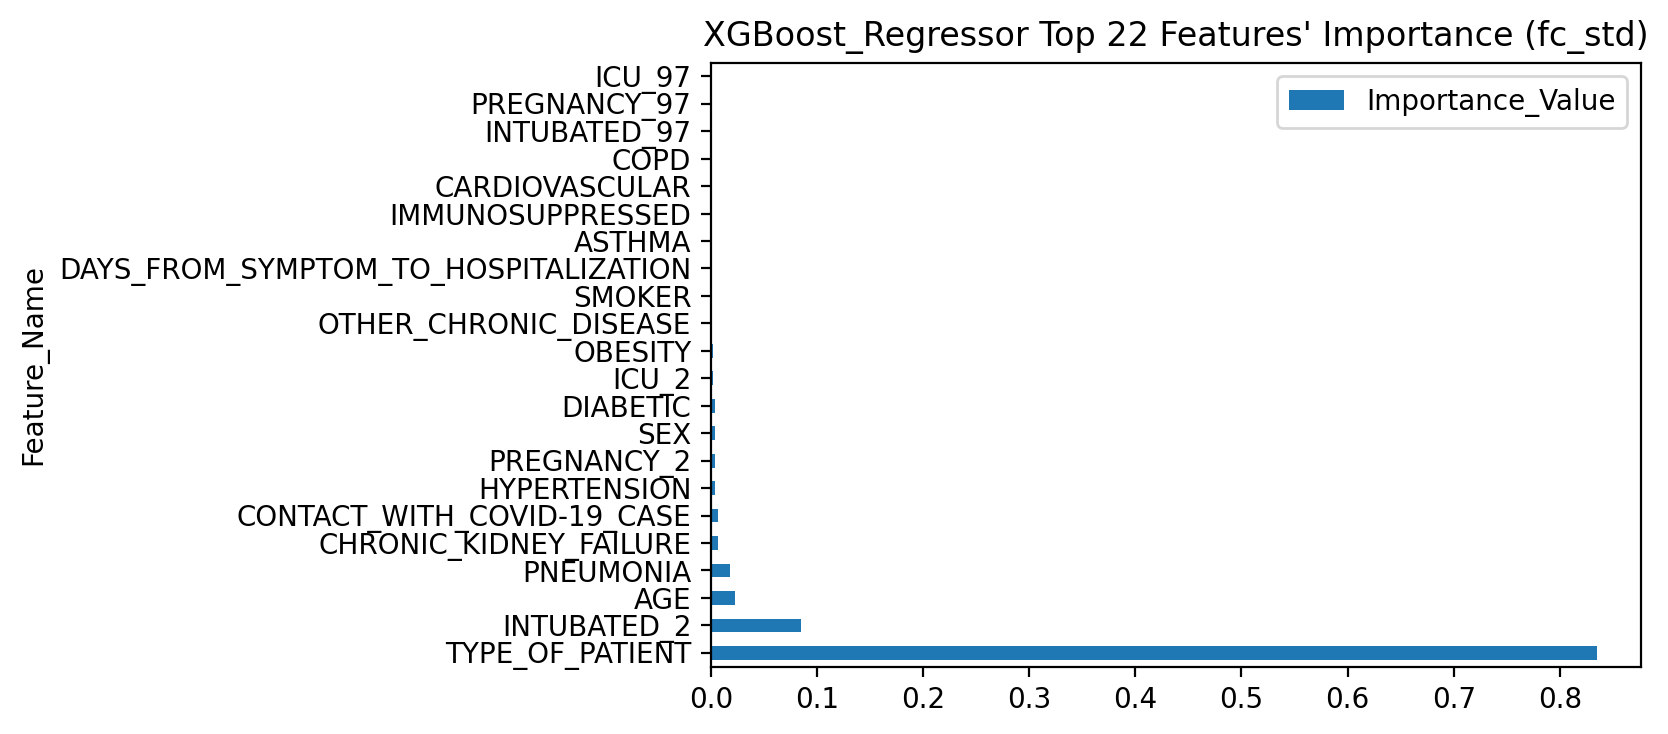 XGBoost_Regressor Top 22 Features' Importance (fc_std)
Importance_Value
Feature_Name
ICU_97
PREGNANCY_97
INTUBATED_97
COPD
CARDIOVASCULAR
IMMUNOSUPPRESSED
ASTHMA
DAYS_FROM_SYMPTOM_TO_HOSPITALIZATION
SMOKER
OTHER_CHRONIC_DISEASE
OBESITY
ICU_2
DIABETIC
SEX
PREGNANCY_2
HYPERTENSION
CONTACT_WITH_COVID-19_CASE
CHRONIC_KIDNEY_FAILURE
PNEUMONIA
AGE
INTUBATED_2
TYPE_OF_PATIENT
0.0 0.1 0.2 0.3 0.4 0.5 0.6 0.7 0.8